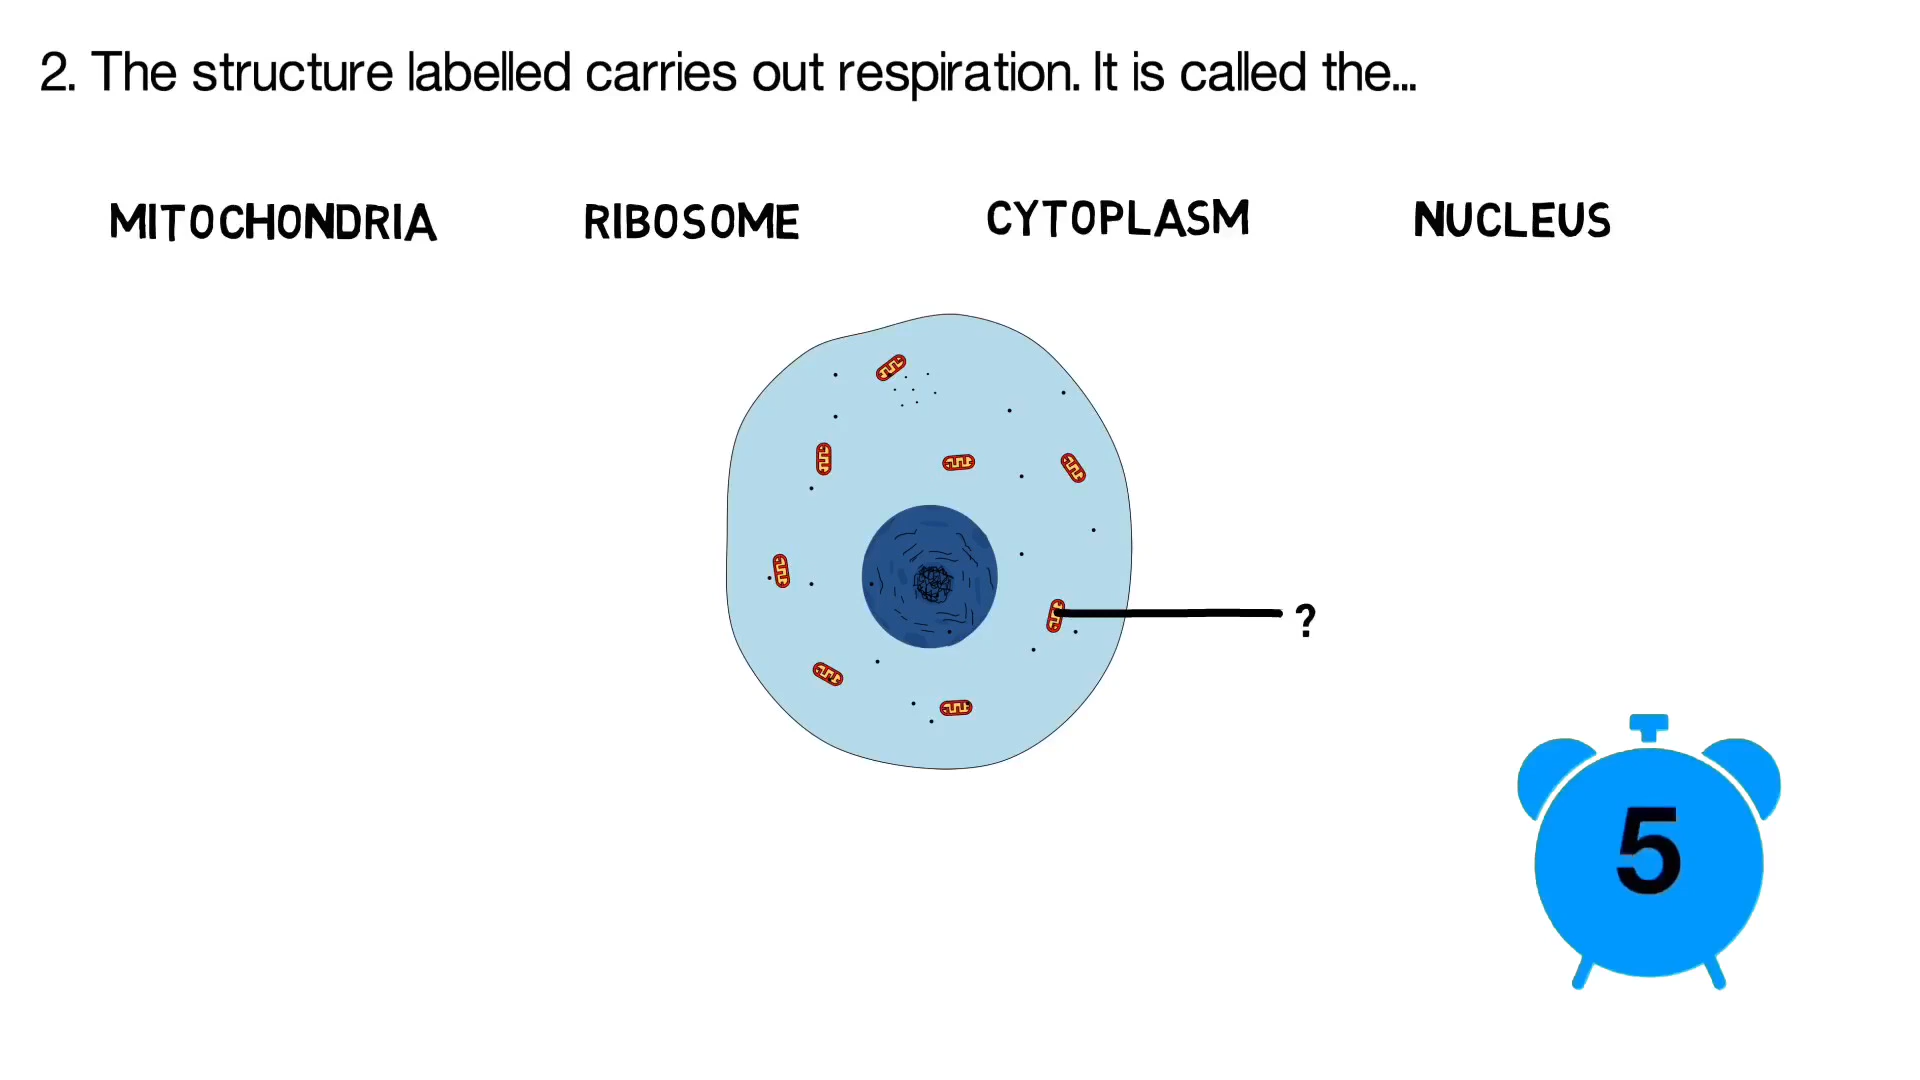 2. The structure labelled carries out respiration. It is called the...
MITOCHONDRIA RIBOSOME CYTOPLASM NUCLEUS
?
5